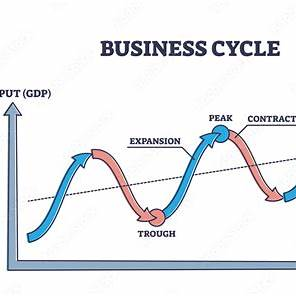 BUSINESS CYCLE
PUT (GDP)
PEAK
CONTRACT
EXPANSION
TROUGH